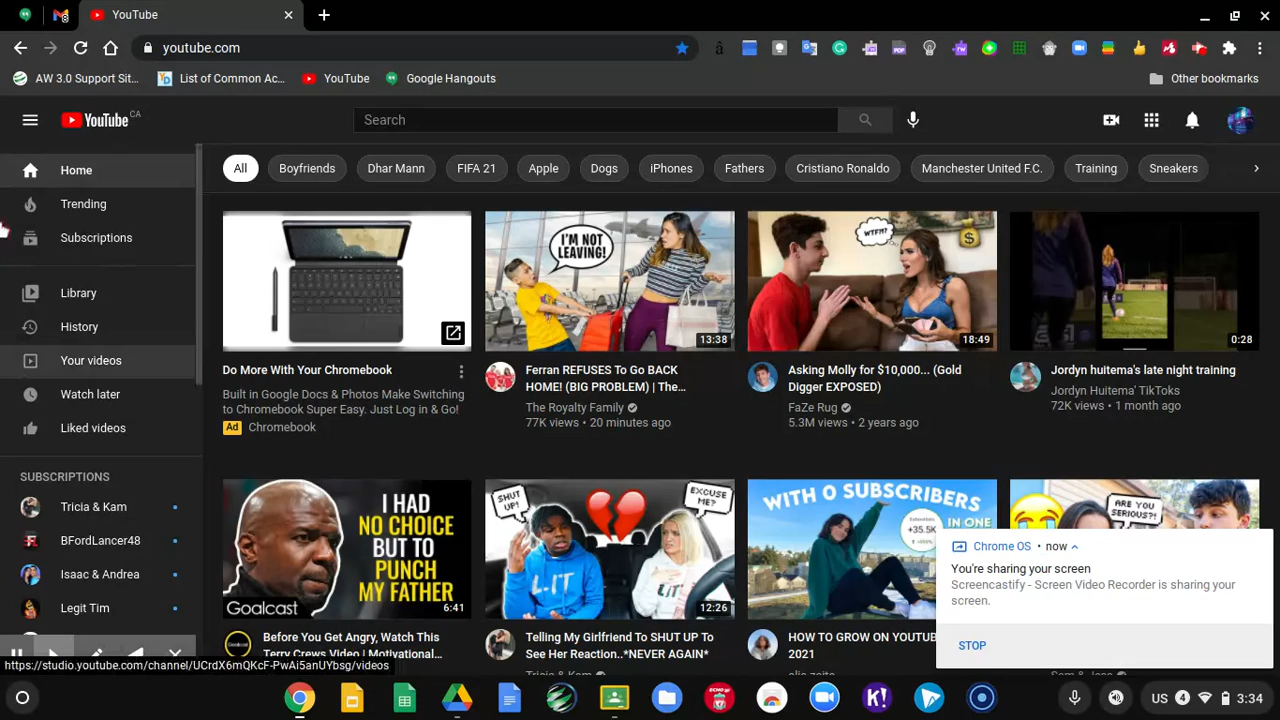 YouTube
youtube.com
AW 3.0 Support Sit...
List of Common Ac...
YouTube
Google Hangouts
Other bookmarks
YouTube CA
Search
Home
Trending
Subscriptions
Library
History
Your videos
Watch later
Liked videos
SUBSCRIPTIONS
Tricia & Kam
BFordLancer48
Isaac & Andrea
Legit Tim
All
Boyfriends
Dhar Mann
FIFA 21
Apple
Dogs
iPhones
Fathers
Cristiano Ronaldo
Manchester United F.C.
Training
Sneakers
Do More With Your Chromebook
Built in Google Docs & Photos Make Switching
to Chromebook Super Easy. Just Log in & Go!
Ad Chromebook
I'M NOT
LEAVING!
13:38
Ferran REFUSES To Go BACK
HOME! (BIG PROBLEM) | The...
The Royalty Family
77K views • 20 minutes ago
WTF?!?
18:49
Asking Molly for $10,000... (Gold
Digger EXPOSED)
FaZe Rug
5.3M views • 2 years ago
0:28
Jordyn huitema's late night training
Jordyn Huitema' TikToks
72K views • 1 month ago
I HAD
NO CHOICE
BUT TO
PUNCH
MY FATHER
Goalcast
6:41
Before You Get Angry, Watch This
Terry Crews Video | Motivational...
SHUT
UP!
EXCUSE
ME?
LIT
LIT
12:26
Telling My Girlfriend To SHUT UP To
See Her Reaction..*NEVER AGAIN*
Tricia & Kam
WITH 0 SUBSCRIBERS
IN ONE
+35.5K
HOW TO GROW ON YOUTUB
2021
ARE YOU
SERIOUS?!
Chrome OS • now
You're sharing your screen
Screencastify - Screen Video Recorder is sharing your
screen.
STOP
https://studio.youtube.com/channel/UCrdX6mQKcF-PwAi5anUYbsg/videos
US 4 3:34